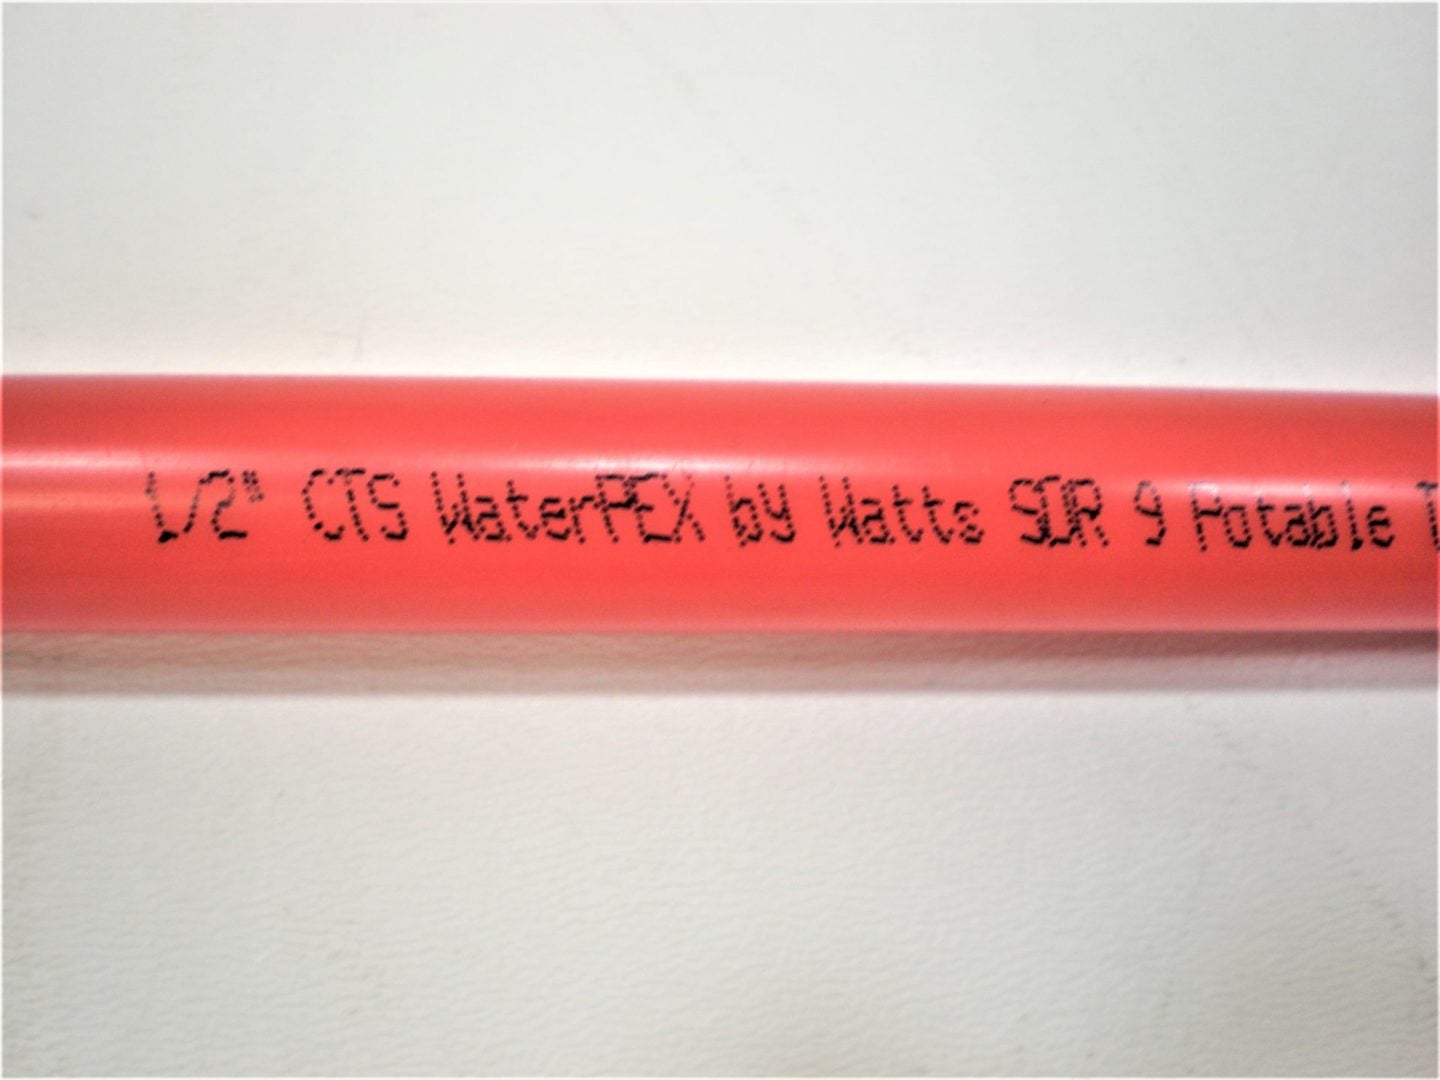 1/2" CTS WaterPEX by Watts SDR 9 Potable T